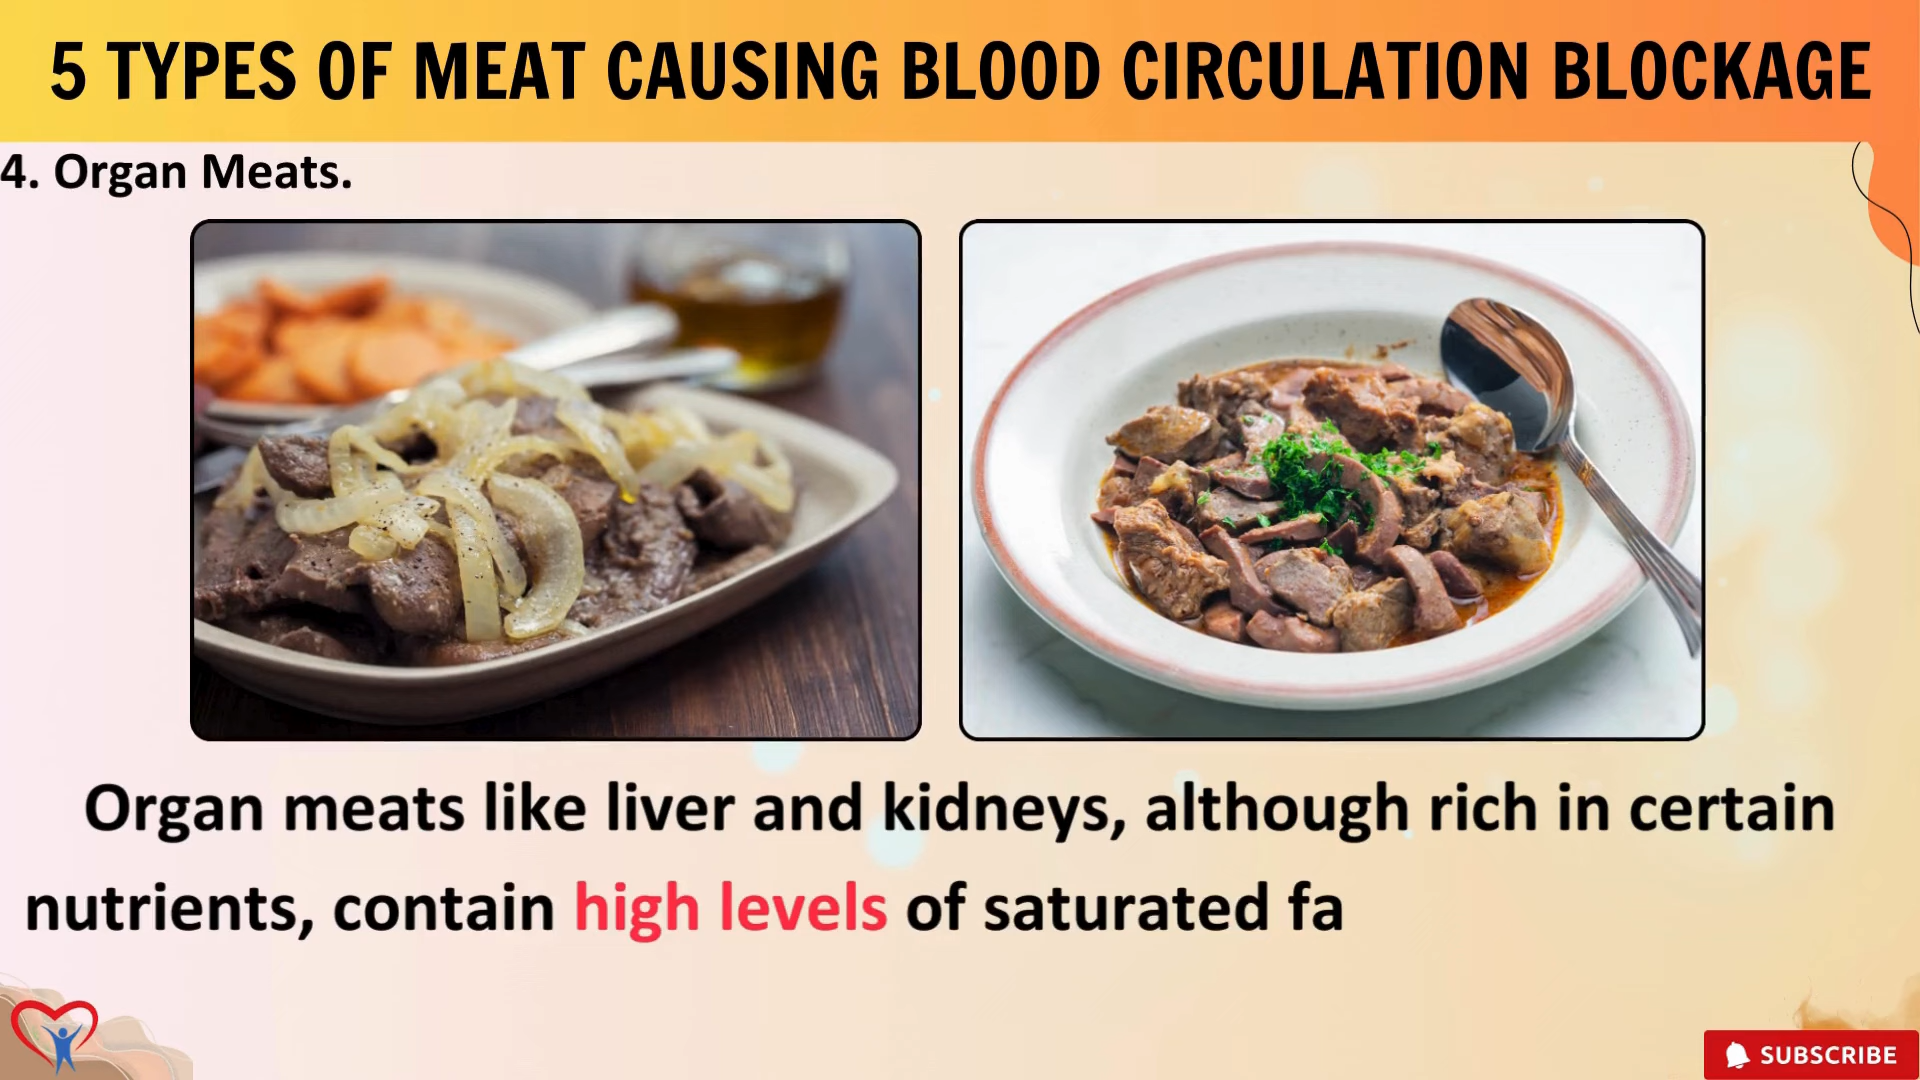 5 TYPES OF MEAT CAUSING BLOOD CIRCULATION BLOCKAGE
4. Organ Meats.
Organ meats like liver and kidneys, although rich in certain
nutrients, contain high levels of saturated fa
SUBSCRIBE